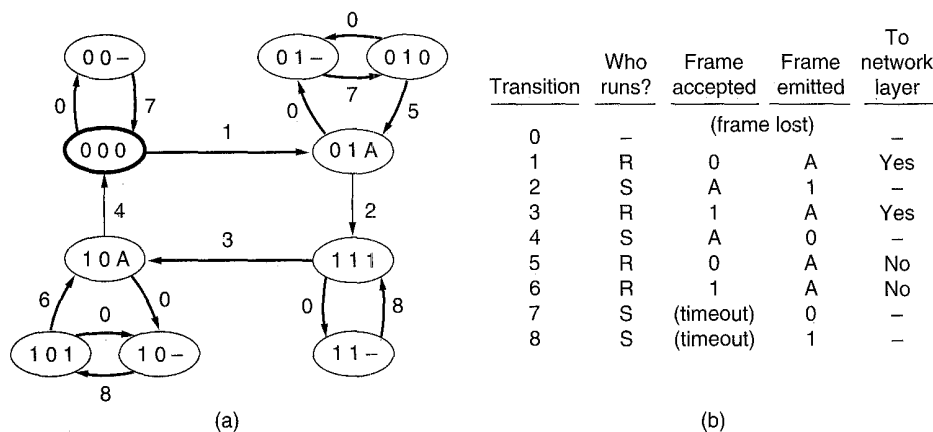 0 0 –
0
7
0 0 0
1
0
0 1 –
0 1 0
7
0
5
0 1 A
2
4
1 0 A
3
1 1 1
6
0
0
0
8
1 0 1
1 0 –
8
1 1 –
(a)
To
Who Frame Frame network
Transition runs? accepted emitted layer
(frame lost)
0 – –
1 R 0 A Yes
2 S A 1 –
3 R 1 A Yes
4 S A 0 –
5 R 0 A No
6 R 1 A No
7 S (timeout) 0 –
8 S (timeout) 1 –
(b)